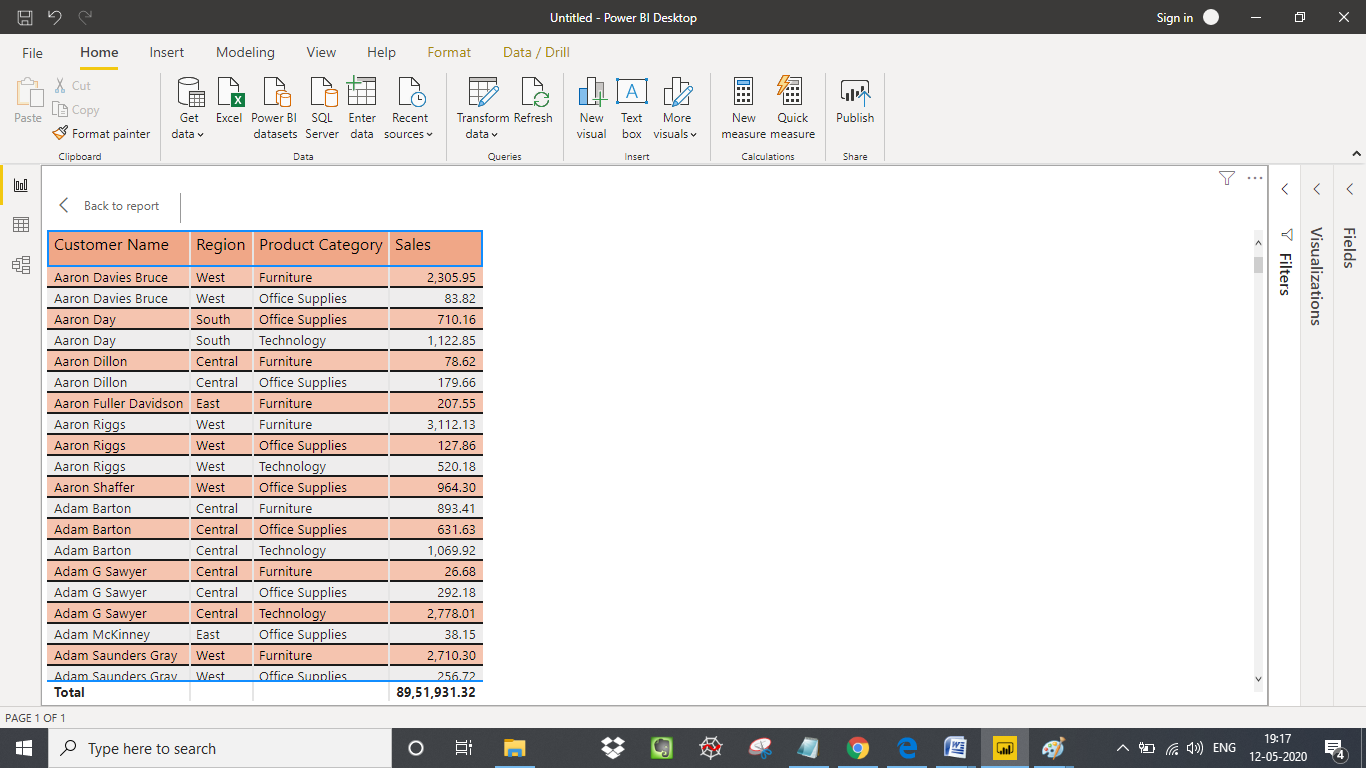 Untitled - Power BI Desktop
Sign in
File Home Insert Modeling View Help Format Data / Drill
Paste
Cut
Copy
Format painter
Clipboard
Get data
Excel
Power BI datasets
SQL Server
Enter data
Recent sources
Data
Transform data
Refresh
Queries
New visual
A
Text box
More visuals
Insert
New measure
Quick measure
Calculations
Publish
Share
Back to report
Customer Name Region Product Category Sales
Aaron Davies Bruce West Furniture 2,305.95
Aaron Davies Bruce West Office Supplies 83.82
Aaron Day South Office Supplies 710.16
Aaron Day South Technology 1,122.85
Aaron Dillon Central Furniture 78.62
Aaron Dillon Central Office Supplies 179.66
Aaron Fuller Davidson East Furniture 207.55
Aaron Riggs West Furniture 3,112.13
Aaron Riggs West Office Supplies 127.86
Aaron Riggs West Technology 520.18
Aaron Shaffer West Office Supplies 964.30
Adam Barton Central Furniture 893.41
Adam Barton Central Office Supplies 631.63
Adam Barton Central Technology 1,069.92
Adam G Sawyer Central Furniture 26.68
Adam G Sawyer Central Office Supplies 292.18
Adam G Sawyer Central Technology 2,778.01
Adam McKinney East Office Supplies 38.15
Adam Saunders Gray West Furniture 2,710.30
Adam Saunders Gray West Office Supplies 256.72
Total 89,51,931.32
Filters
Visualizations
Fields
PAGE 1 OF 1
Type here to search
ENG
19:17
12-05-2020
4